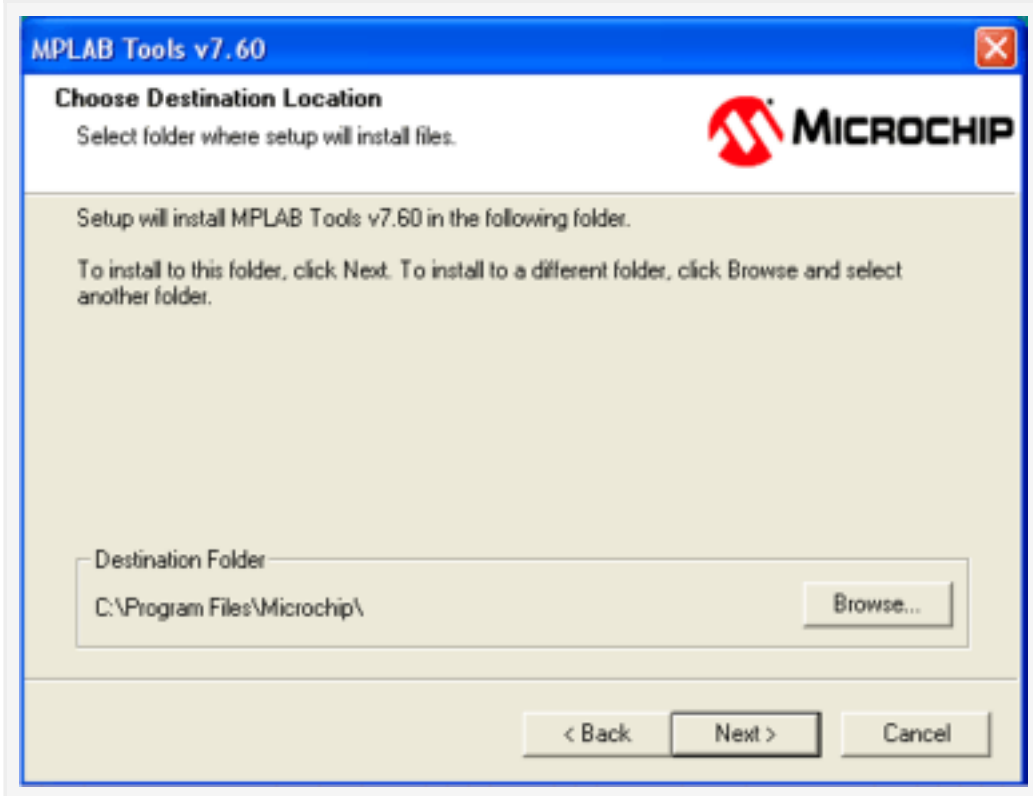 MPLAB Tools v7.60
Choose Destination Location
Select folder where setup will install files.
MICROCHIP
Setup will install MPLAB Tools v7.60 in the following folder.
To install to this folder, click Next. To install to a different folder, click Browse and select
another folder.
Destination Folder
C:\Program Files\Microchip\
Browse...
< Back
Next >
Cancel